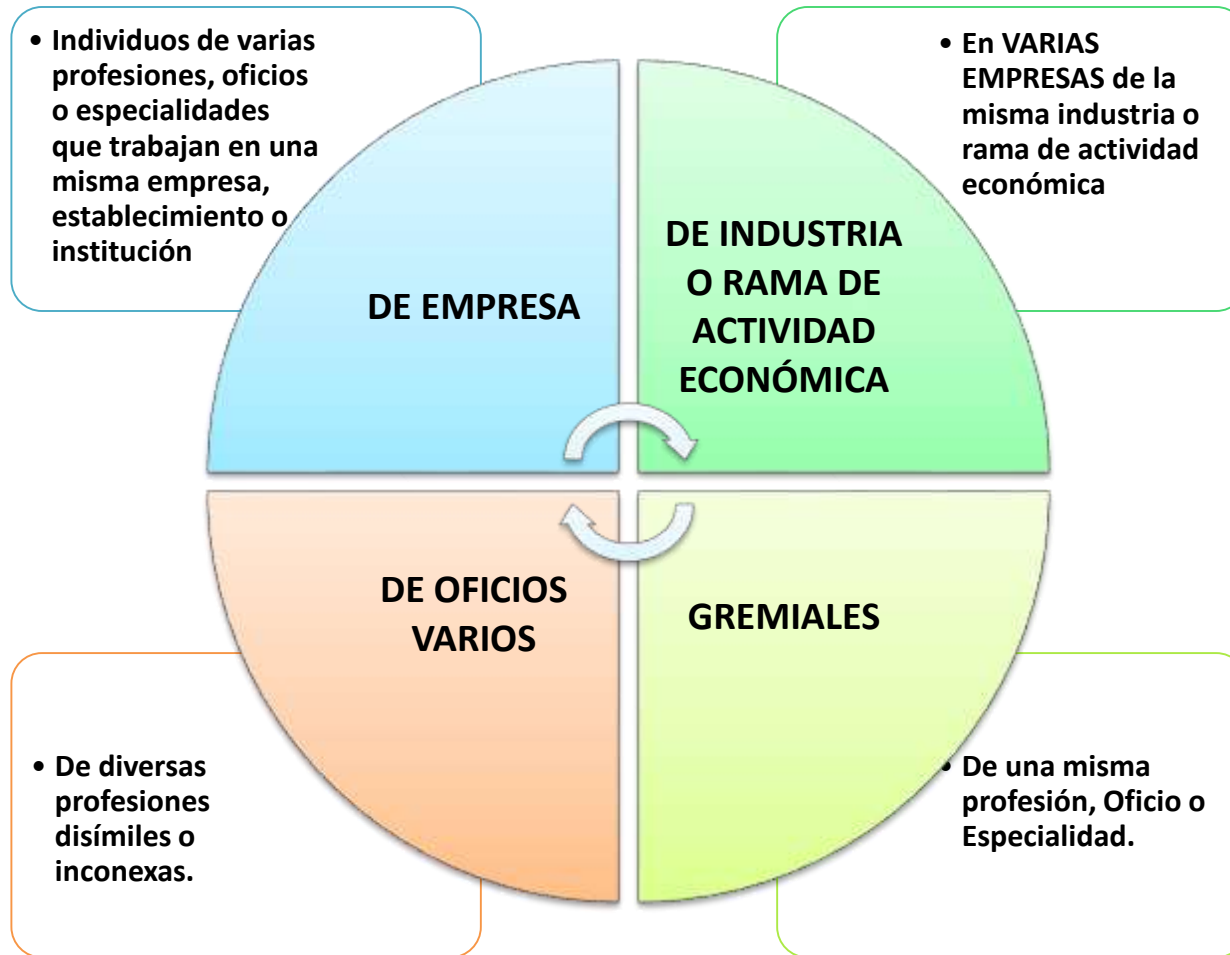 • Individuos de varias
profesiones, oficios
o especialidades
que trabajan en una
misma empresa,
establecimiento o
institución
• En VARIAS
EMPRESAS de la
misma industria o
rama de actividad
económica
DE EMPRESA
DE INDUSTRIA
O RAMA DE
ACTIVIDAD
ECONÓMICA
DE OFICIOS
VARIOS
GREMIALES
• De diversas
profesiones
disímiles o
inconexas.
• De una misma
profesión, Oficio o
Especialidad.